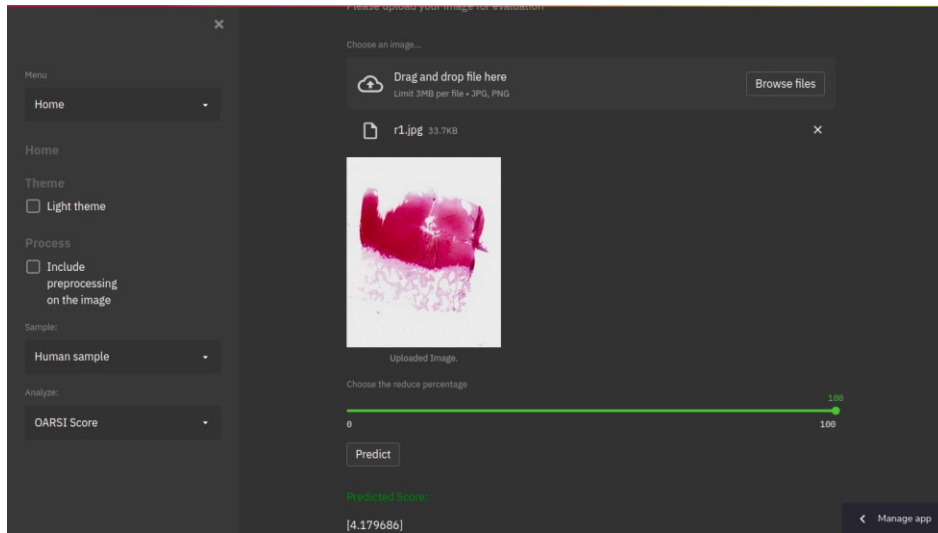 Menu
Home
Home
Theme
Light theme
Process
Include
preprocessing
on the image
Sample:
Human sample
Analyze:
OARSI Score
Please upload your image for evaluation
Choose an image...
Drag and drop file here
Limit 3MB per file • JPG, PNG
Browse files
r1.jpg 33.7KB
Uploaded Image.
Choose the reduce percentage
100
0
100
Predict
Predicted Score:
[4.179686]
Manage app